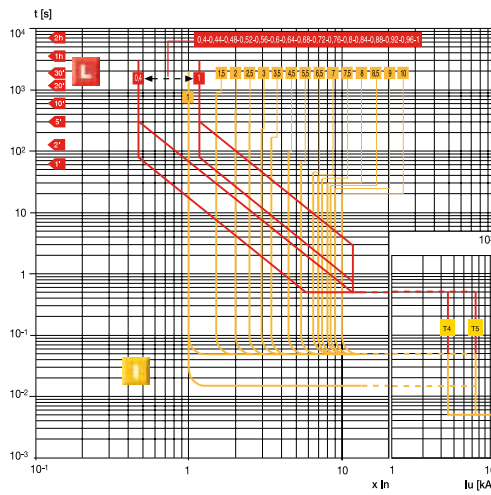 t [s]
10⁴
2h
0.4-0.44-0.48-0.52-0.56-0.6-0.64-0.68-0.72-0.76-0.8-0.84-0.88-0.92-0.96-1
1h
L
30'
0,4
1
1,5 2 2,5 3 3,5 4,5 5,5 6,5 7 7,5 8 8,5 9 10
20'
10³
1
10'
5'
10²
2'
1'
10
10
1
10⁻¹
T4 T5
I
10⁻²
10⁻³
10⁻¹ 1 10 1
x In Iu [kA